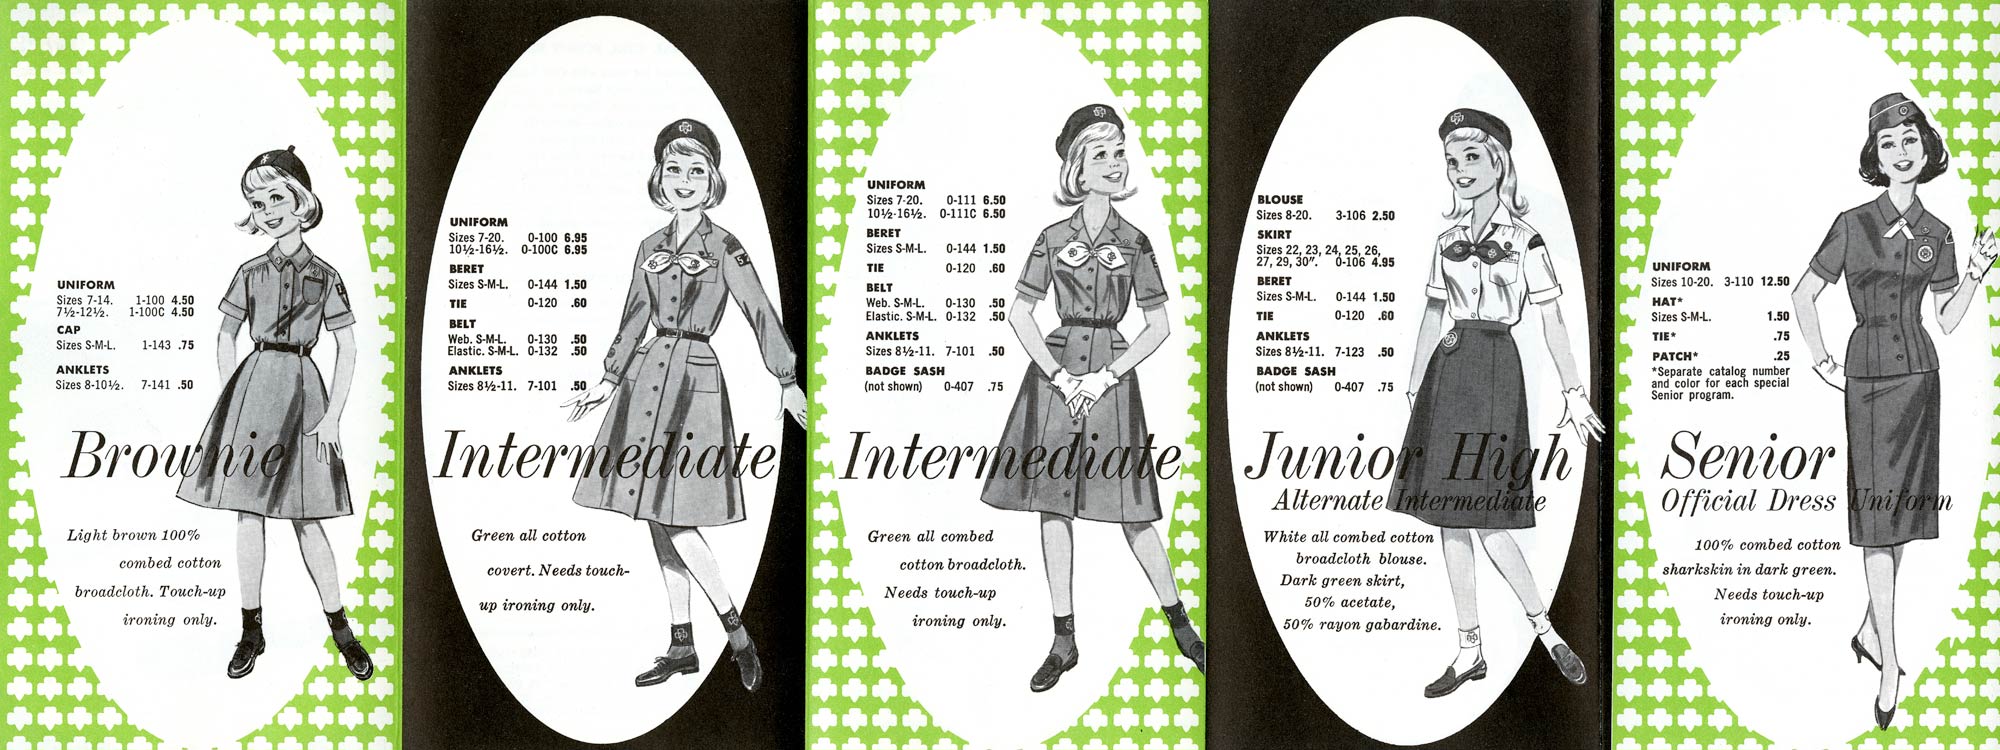 UNIFORM
Sizes 7-14. 1-100 4.50
7½-12½. 1-100C 4.50
CAP
Sizes S-M-L. 1-143 .75
ANKLETS
Sizes 8-10½. 7-141 .50
Brownie
Light brown 100%
combed cotton
broadcloth. Touch-up
ironing only.
UNIFORM
Sizes 7-20. 0-100 6.95
10½-16½. 0-100C 6.95
BERET
Sizes S-M-L. 0-144 1.50
TIE 0-120 .60
BELT
Web. S-M-L. 0-130 .50
Elastic. S-M-L. 0-132 .50
ANKLETS
Sizes 8½-11. 7-101 .50
Intermediate
Green all cotton
covert. Needs touch-
up ironing only.
UNIFORM
Sizes 7-20. 0-111 6.50
10½-16½. 0-111C 6.50
BERET
Sizes S-M-L. 0-144 1.50
TIE 0-120 .60
BELT
Web. S-M-L. 0-130 .50
Elastic. S-M-L. 0-132 .50
ANKLETS
Sizes 8½-11. 7-101 .50
BADGE SASH
(not shown) 0-407 .75
Intermediate
Green all combed
cotton broadcloth.
Needs touch-up
ironing only.
BLOUSE
Sizes 8-20. 3-106 2.50
SKIRT
Sizes 22, 23, 24, 25, 26,
27, 29, 30". 0-106 4.95
BERET
Sizes S-M-L. 0-144 1.50
TIE 0-120 .60
ANKLETS
Sizes 8½-11. 7-123 .50
BADGE SASH
(not shown) 0-407 .75
Junior High
Alternate Intermediate
White all combed cotton
broadcloth blouse.
Dark green skirt,
50% acetate,
50% rayon gabardine.
UNIFORM
Sizes 10-20. 3-110 12.50
HAT*
Sizes S-M-L. 1.50
TIE* .75
PATCH* .25
*Separate catalog number
and color for each special
Senior program.
Senior
Official Dress Uniform
100% combed cotton
sharkskin in dark green.
Needs touch-up
ironing only.